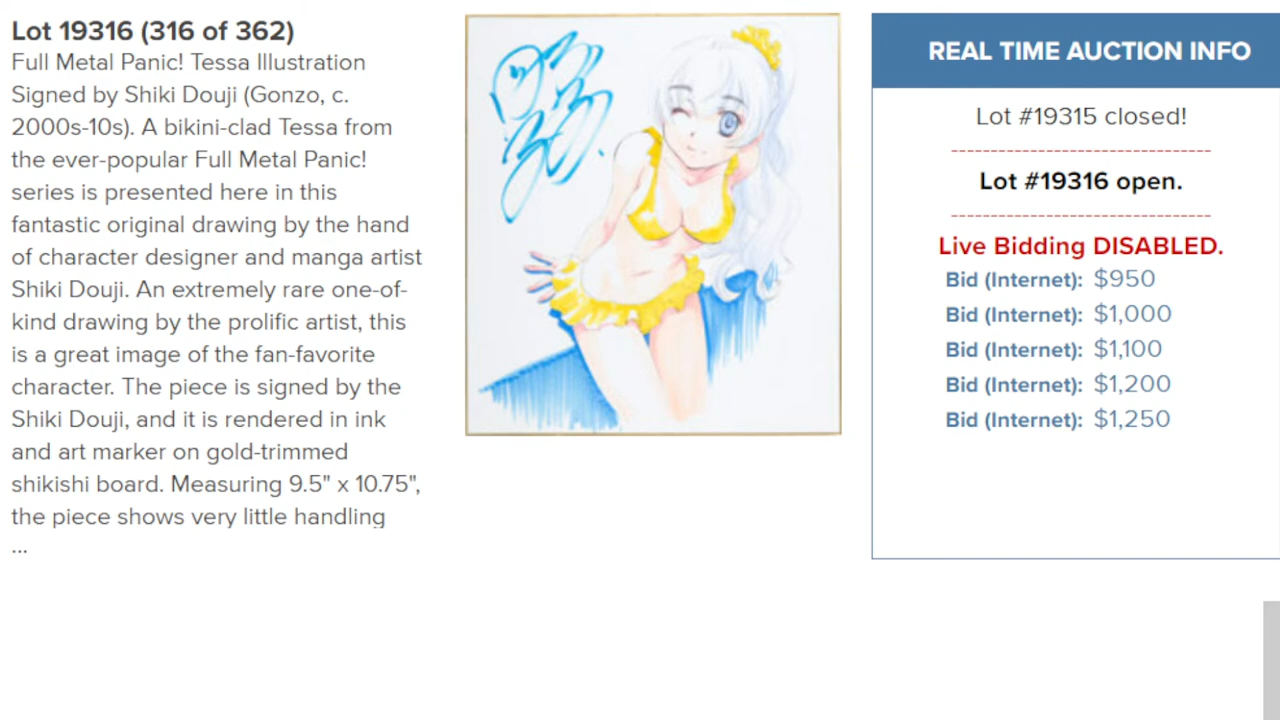 Lot 19316 (316 of 362)
Full Metal Panic! Tessa Illustration
Signed by Shiki Douji (Gonzo, c.
2000s-10s). A bikini-clad Tessa from
the ever-popular Full Metal Panic!
series is presented here in this
fantastic original drawing by the hand
of character designer and manga artist
Shiki Douji. An extremely rare one-of-
kind drawing by the prolific artist, this
is a great image of the fan-favorite
character. The piece is signed by the
Shiki Douji, and it is rendered in ink
and art marker on gold-trimmed
shikishi board. Measuring 9.5" x 10.75",
the piece shows very little handling
...
REAL TIME AUCTION INFO
Lot #19315 closed!
Lot #19316 open.
Live Bidding DISABLED.
Bid (Internet): $950
Bid (Internet): $1,000
Bid (Internet): $1,100
Bid (Internet): $1,200
Bid (Internet): $1,250